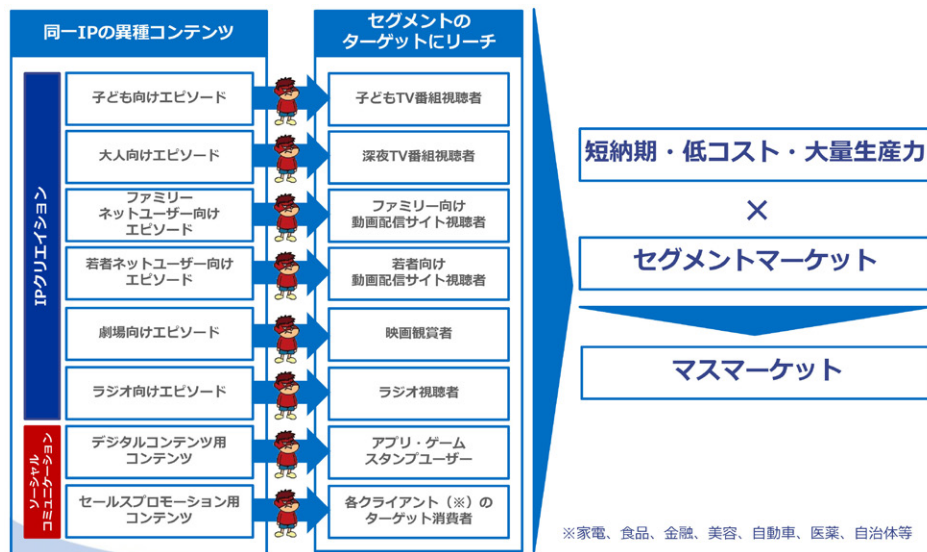 同一IPの異種コンテンツ
セグメントの
ターゲットにリーチ
IPクリエイション
子ども向けエピソード
子どもTV番組視聴者
大人向けエピソード
深夜TV番組視聴者
ファミリー
ネットユーザー向け
エピソード
ファミリー向け
動画配信サイト視聴者
若者ネットユーザー向け
エピソード
若者向け
動画配信サイト視聴者
劇場向けエピソード
映画観賞者
ラジオ向けエピソード
ラジオ視聴者
ソーシャル
コミュニケーション
デジタルコンテンツ用
コンテンツ
アプリ・ゲーム
スタンプユーザー
セールスプロモーション用
コンテンツ
各クライアント（※）の
ターゲット消費者
短納期・低コスト・大量生産力
×
セグメントマーケット
マスマーケット
※家電、食品、金融、美容、自動車、医薬、自治体等